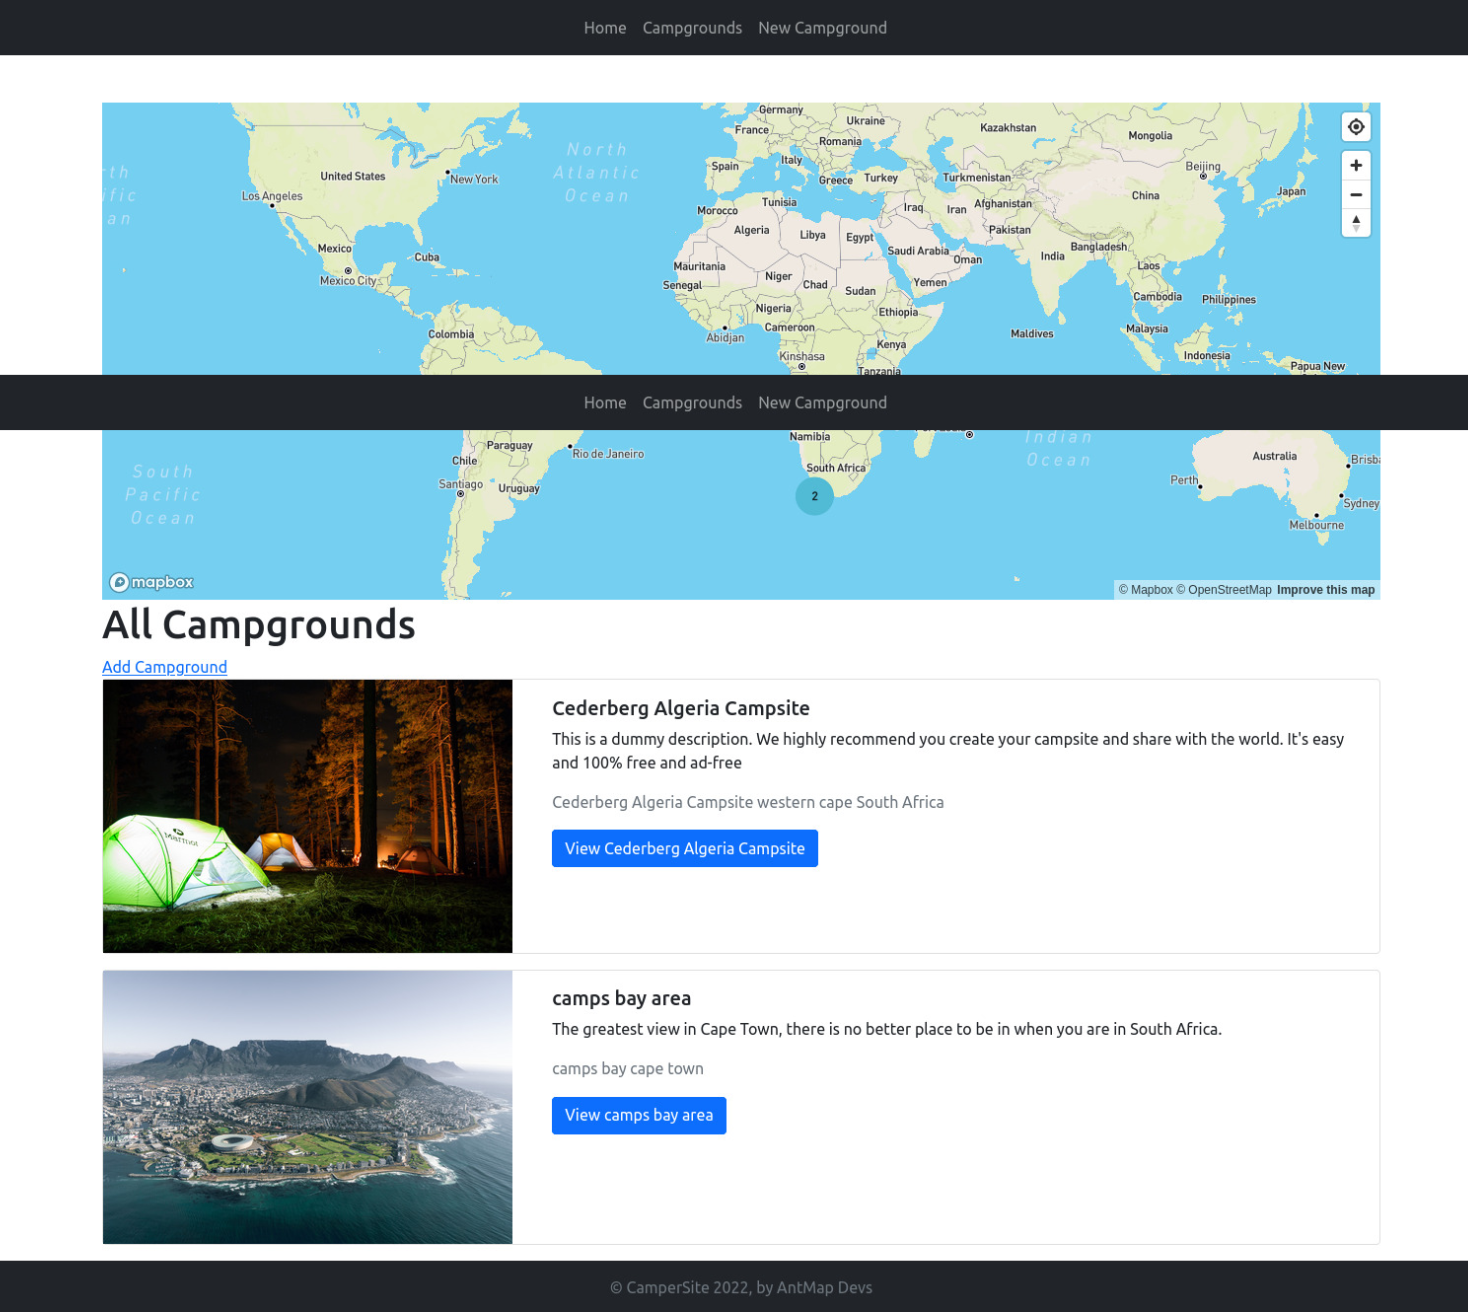 Home Campgrounds New Campground
Germany
France
Ukraine
Kazakhstan
Mongolia
North
Atlantic
Ocean
Romania
Italy
Spain
Greece
Turkey
Turkmenistan
Beijing
United States
New York
Los Angeles
China
Japan
Tunisia
Morocco
Iraq
Iran
Afghanistan
Algeria
Libya
Egypt
Pakistan
Mexico
Cuba
Saudi Arabia
Oman
India
Bangladesh
Mexico City
Mauritania
Niger
Chad
Laos
Senegal
Sudan
Yemen
Cambodia
Philippines
Nigeria
Ethiopia
Colombia
Abidjan
Cameroon
Kenya
Maldives
Malaysia
Kinshasa
Indonesia
Tanzania
Papua New
Home Campgrounds New Campground
Namibia
Indian
Ocean
Paraguay
Rio de Janeiro
Chile
South Africa
Australia
Brisba
South
Pacific
Ocean
Santiago
Uruguay
2
Perth
Sydney
Melbourne
mapbox
© Mapbox © OpenStreetMap Improve this map
All Campgrounds
Add Campground
Marmot
Cederberg Algeria Campsite
This is a dummy description. We highly recommend you create your campsite and share with the world. It's easy
and 100% free and ad-free
Cederberg Algeria Campsite western cape South Africa
View Cederberg Algeria Campsite
camps bay area
The greatest view in Cape Town, there is no better place to be in when you are in South Africa.
camps bay cape town
View camps bay area
© CamperSite 2022, by AntMap Devs